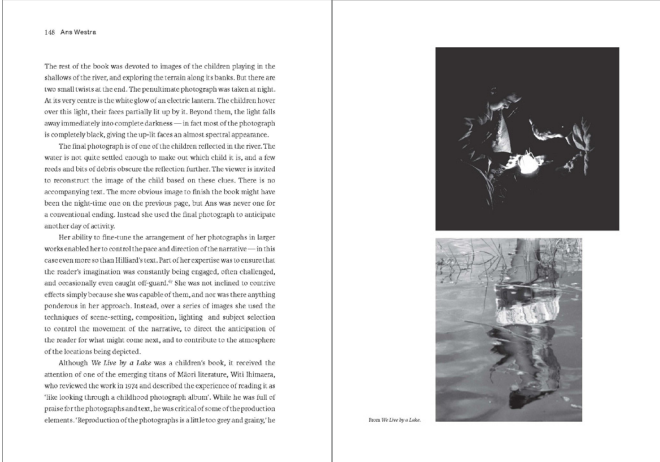 148 Ans Westra
The rest of the book was devoted to images of the children playing in the
shallows of the river, and exploring the terrain along its banks. But there are
two small twists at the end. The penultimate photograph was taken at night.
At its very centre is the white glow of an electric lantern. The children hover
over this light, their faces partially lit up by it. Beyond them, the light falls
away immediately into complete darkness — in fact most of the photograph
is completely black, giving the up-lit faces an almost spectral appearance.
The final photograph is of one of the children reflected in the river. The
water is not quite settled enough to make out which child it is, and a few
reeds and bits of debris obscure the reflection further. The viewer is invited
to reconstruct the image of the child based on these clues. There is no
accompanying text. The more obvious image to finish the book might have
been the night-time one on the previous page, but Ans was never one for
a conventional ending. Instead she used the final photograph to anticipate
another day of activity.
Her ability to fine-tune the arrangement of her photographs in larger
works enabled her to control the pace and direction of the narrative — in this
case even more so than Hilliard's text. Part of her expertise was to ensure that
the reader's imagination was constantly being engaged, often challenged,
and occasionally even caught off-guard. She was not inclined to contrive
effects simply because she was capable of them, and nor was there anything
ponderous in her approach. Instead, over a series of images she used the
techniques of scene-setting, composition, lighting and subject selection
to control the movement of the narrative, to direct the anticipation of
the reader for what might come next, and to contribute to the atmosphere
of the locations being depicted.
Although We Live by a Lake was a children's book, it received the
attention of one of the emerging titans of Māori literature, Witi Ihimaera,
who reviewed the work in 1974 and described the experience of reading it as
'like looking through a childhood photograph album'. While he was full of
praise for the photographs and text, he was critical of some of the production
elements. 'Reproduction of the photographs is a little too grey and grainy,' he
From We Live by a Lake.